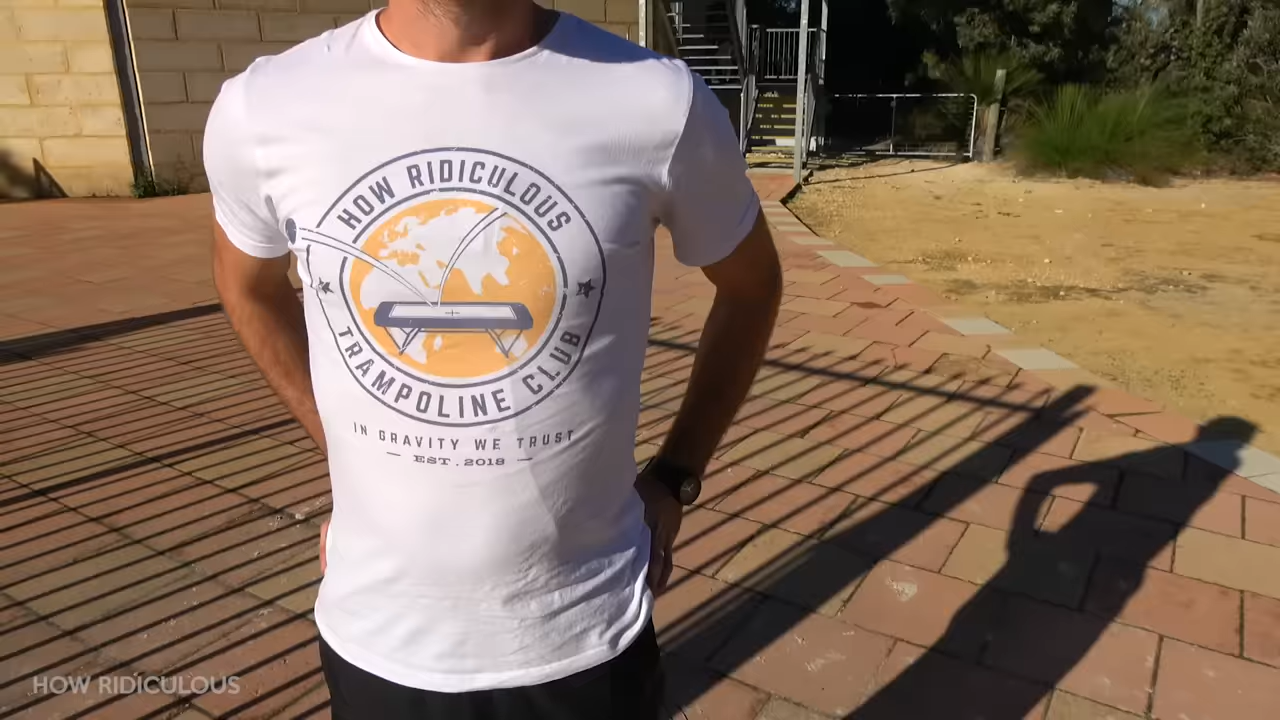 HOW RIDICULOUS
TRAMPOLINE CLUB
IN GRAVITY WE TRUST
EST. 2018
HOW RIDICULOUS